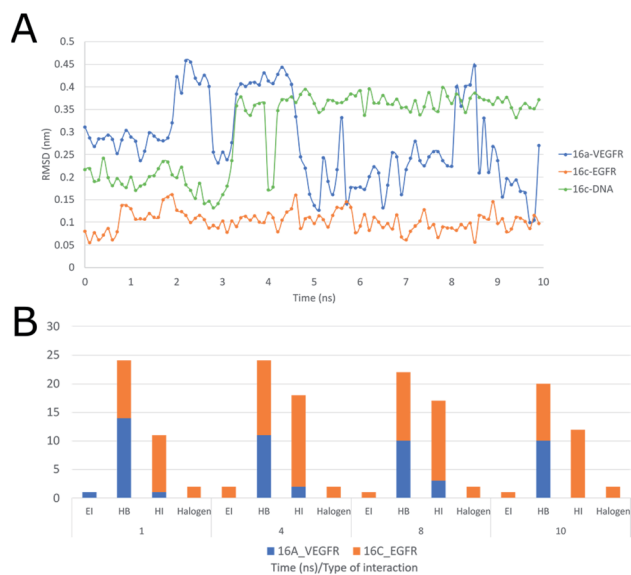 A
0.5
0.45
0.4
0.35
0.3
0.25
0.2
0.15
0.1
0.05
0
RMSD (nm)
0 1 2 3 4 5 6 7 8 9 10
Time (ns)
16a-VEGFR
16c-EGFR
16c-DNA
B
30
25
20
15
10
5
0
EI HB HI Halogen EI HB HI Halogen EI HB HI Halogen EI HB HI Halogen
1 4 8 10
16A_VEGFR 16C_EGFR
Time (ns)/Type of interaction